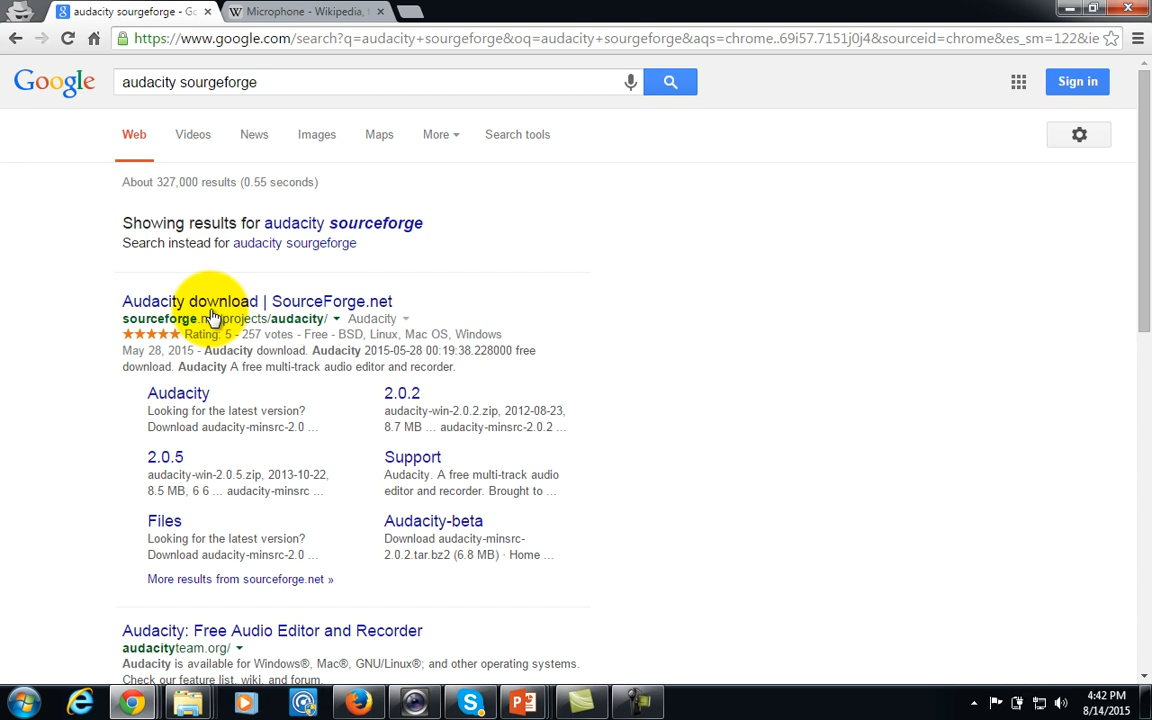 audacity sourgeforge - Go
Microphone - Wikipedia, t
https://www.google.com/search?q=audacity+sourgeforge&oq=audacity+sourgeforge&aqs=chrome..69i57.7151j0j4&sourceid=chrome&es_sm=122&ie
Google
audacity sourgeforge
Sign in
Web Videos News Images Maps More Search tools
About 327,000 results (0.55 seconds)
Showing results for audacity sourceforge
Search instead for audacity sourgeforge
Audacity download | SourceForge.net
sourceforge.net/projects/audacity/ Audacity
Rating: 5 - 257 votes - Free - BSD, Linux, Mac OS, Windows
May 28, 2015 - Audacity download. Audacity 2015-05-28 00:19:38.228000 free
download. Audacity A free multi-track audio editor and recorder.
Audacity
Looking for the latest version?
Download audacity-minsrc-2.0 ...
2.0.2
audacity-win-2.0.2.zip, 2012-08-23,
8.7 MB ... audacity-minsrc-2.0.2 ...
2.0.5
audacity-win-2.0.5.zip, 2013-10-22,
8.5 MB, 6 6 ... audacity-minsrc ...
Support
Audacity. A free multi-track audio
editor and recorder. Brought to ...
Files
Looking for the latest version?
Download audacity-minsrc-2.0 ...
Audacity-beta
Download audacity-minsrc-
2.0.2.tar.bz2 (6.8 MB) · Home ...
More results from sourceforge.net »
Audacity: Free Audio Editor and Recorder
audacityteam.org/
Audacity is available for Windows®, Mac®, GNU/Linux®; and other operating systems.
Check our feature list, wiki, and forum.
4:42 PM
8/14/2015